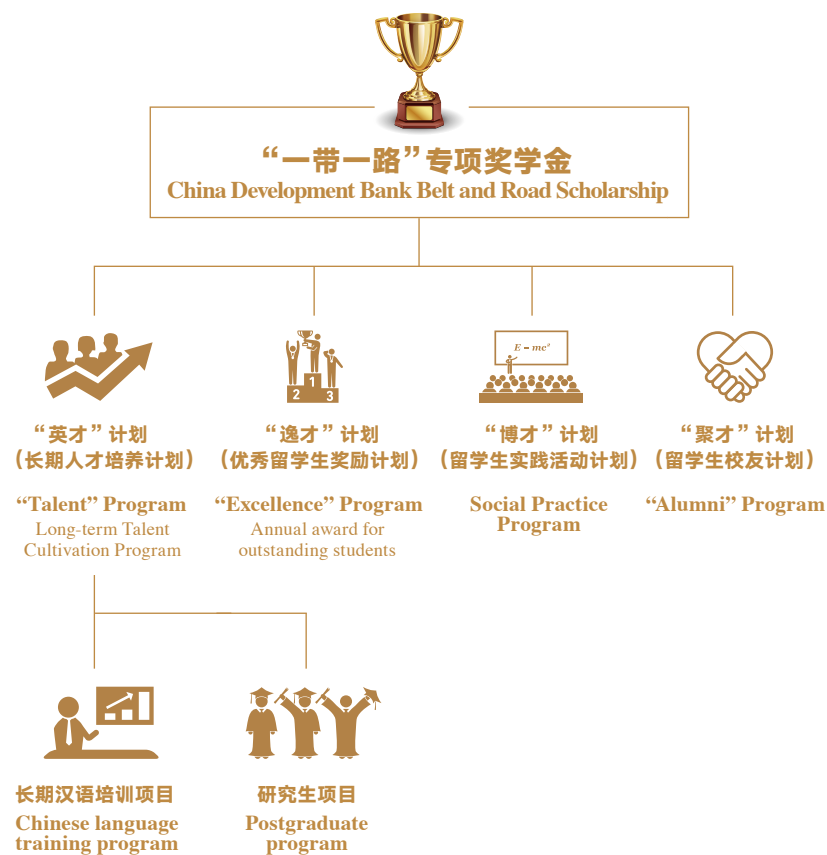 “一带一路”专项奖学金
China Development Bank Belt and Road Scholarship
E = mc²
1
2
3
“英才”计划
（长期人才培养计划）
“Talent” Program
Long-term Talent
Cultivation Program
“逸才”计划
（优秀留学生奖励计划）
“Excellence” Program
Annual award for
outstanding students
“博才”计划
（留学生实践活动计划）
Social Practice
Program
“聚才”计划
（留学生校友计划）
“Alumni” Program
长期汉语培训项目
Chinese language
training program
研究生项目
Postgraduate
program